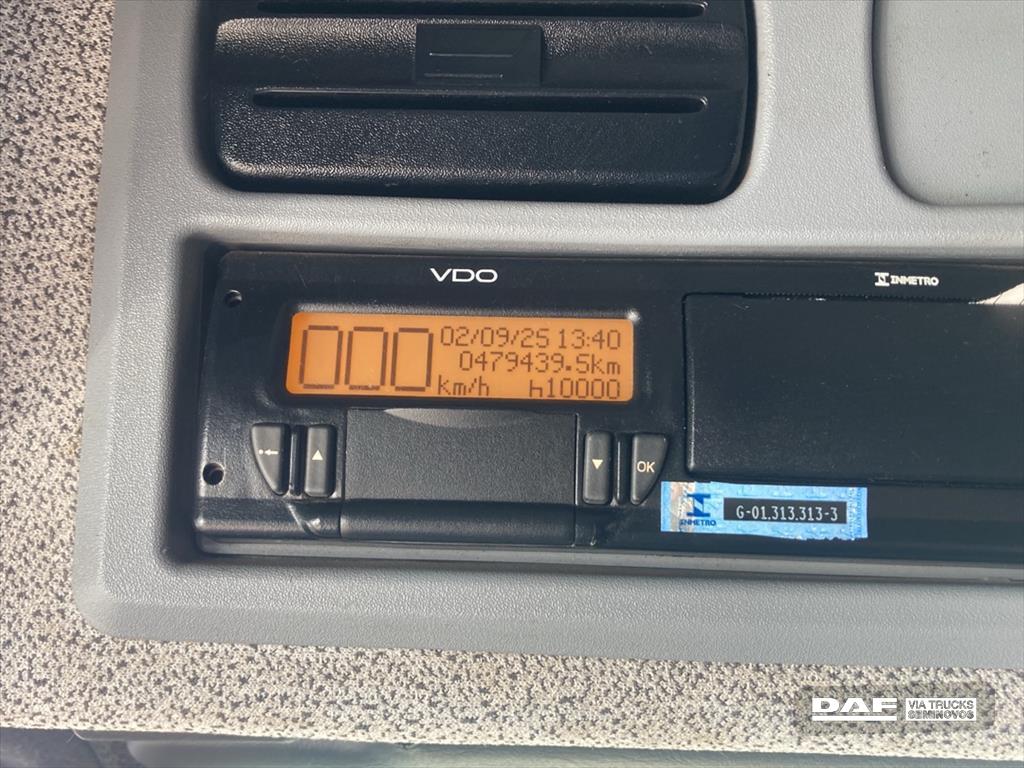 VDO
INMETRO
000
02/09/25 13:40
0479439.5km
km/h h10000
OK
INMETRO
G-01.313.313-3
DAF VIA TRUCKS
SEMINOVOS